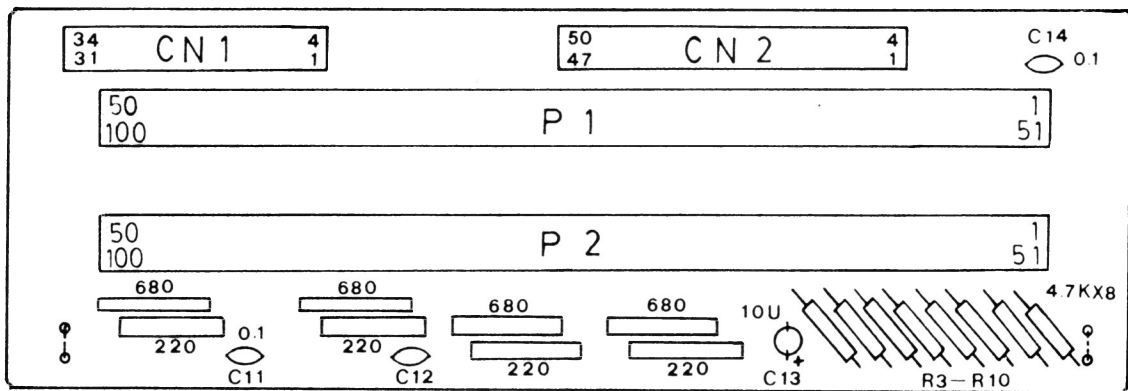 34 CN1 4
31 1
50 CN 2 4
47 1
C14
0.1
50 P 1 1
100 51
50 P 2 1
100 51
680 680 680 680
220 220 220 220
0.1
C11 C12
10U
+
C13
4.7KX8
R3-R10